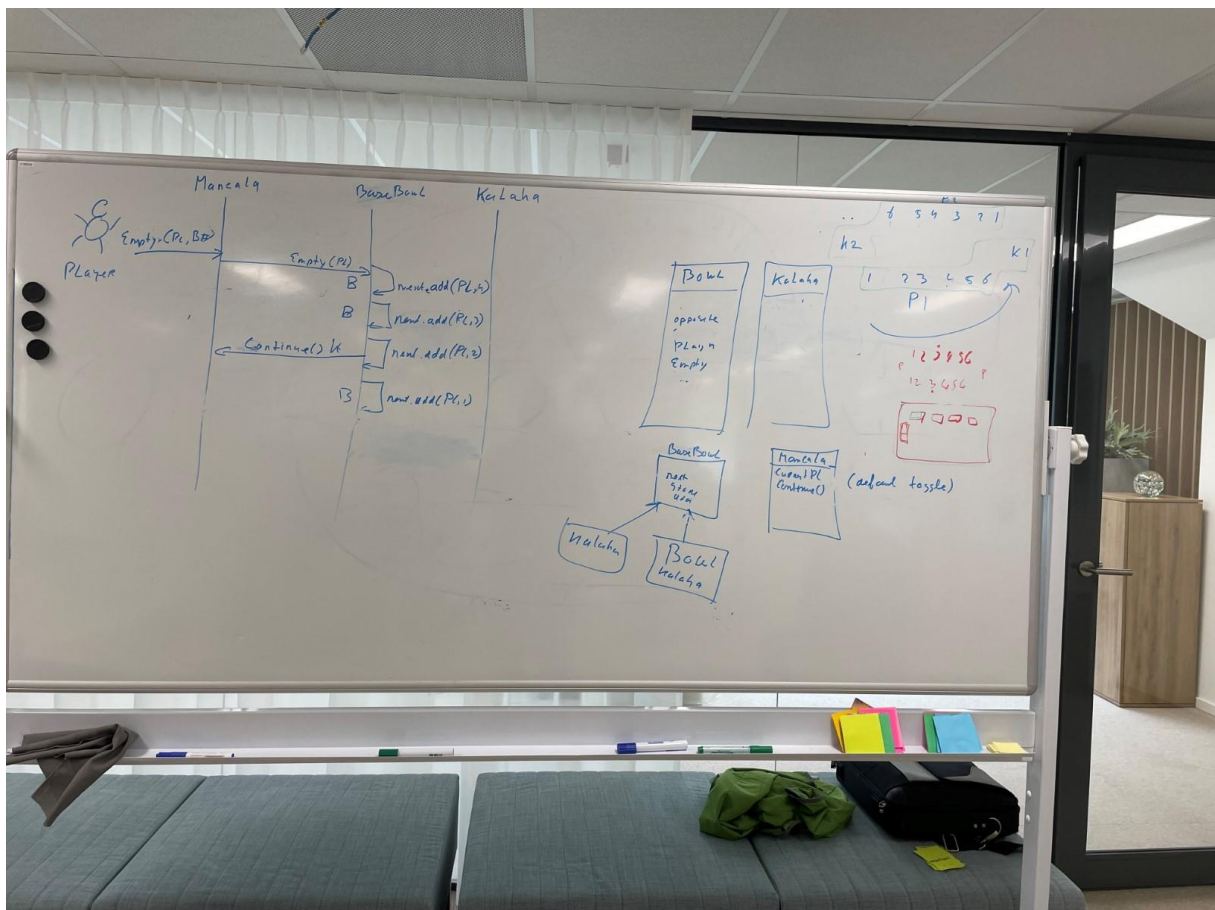 Mancala
BaseBowl
Kalaha
Player
Empty(PL, B#)
Empty(PL)
B
next.add(PL,4)
B
next.add(PL,3)
Continue() K
next.add(PL,2)
B
next.add(PL,1)
Bowl
opposite
Empty
Kalaha
BaseBowl
next
Kalaha
Bowl
Kalaha
Mancala
Continue()
(defaul toggle)
6 5 4 3 2 1
K2
K1
1 2 3 4 5 6
P1
1 2 3 4 5 6
1 2 3 4 5 6